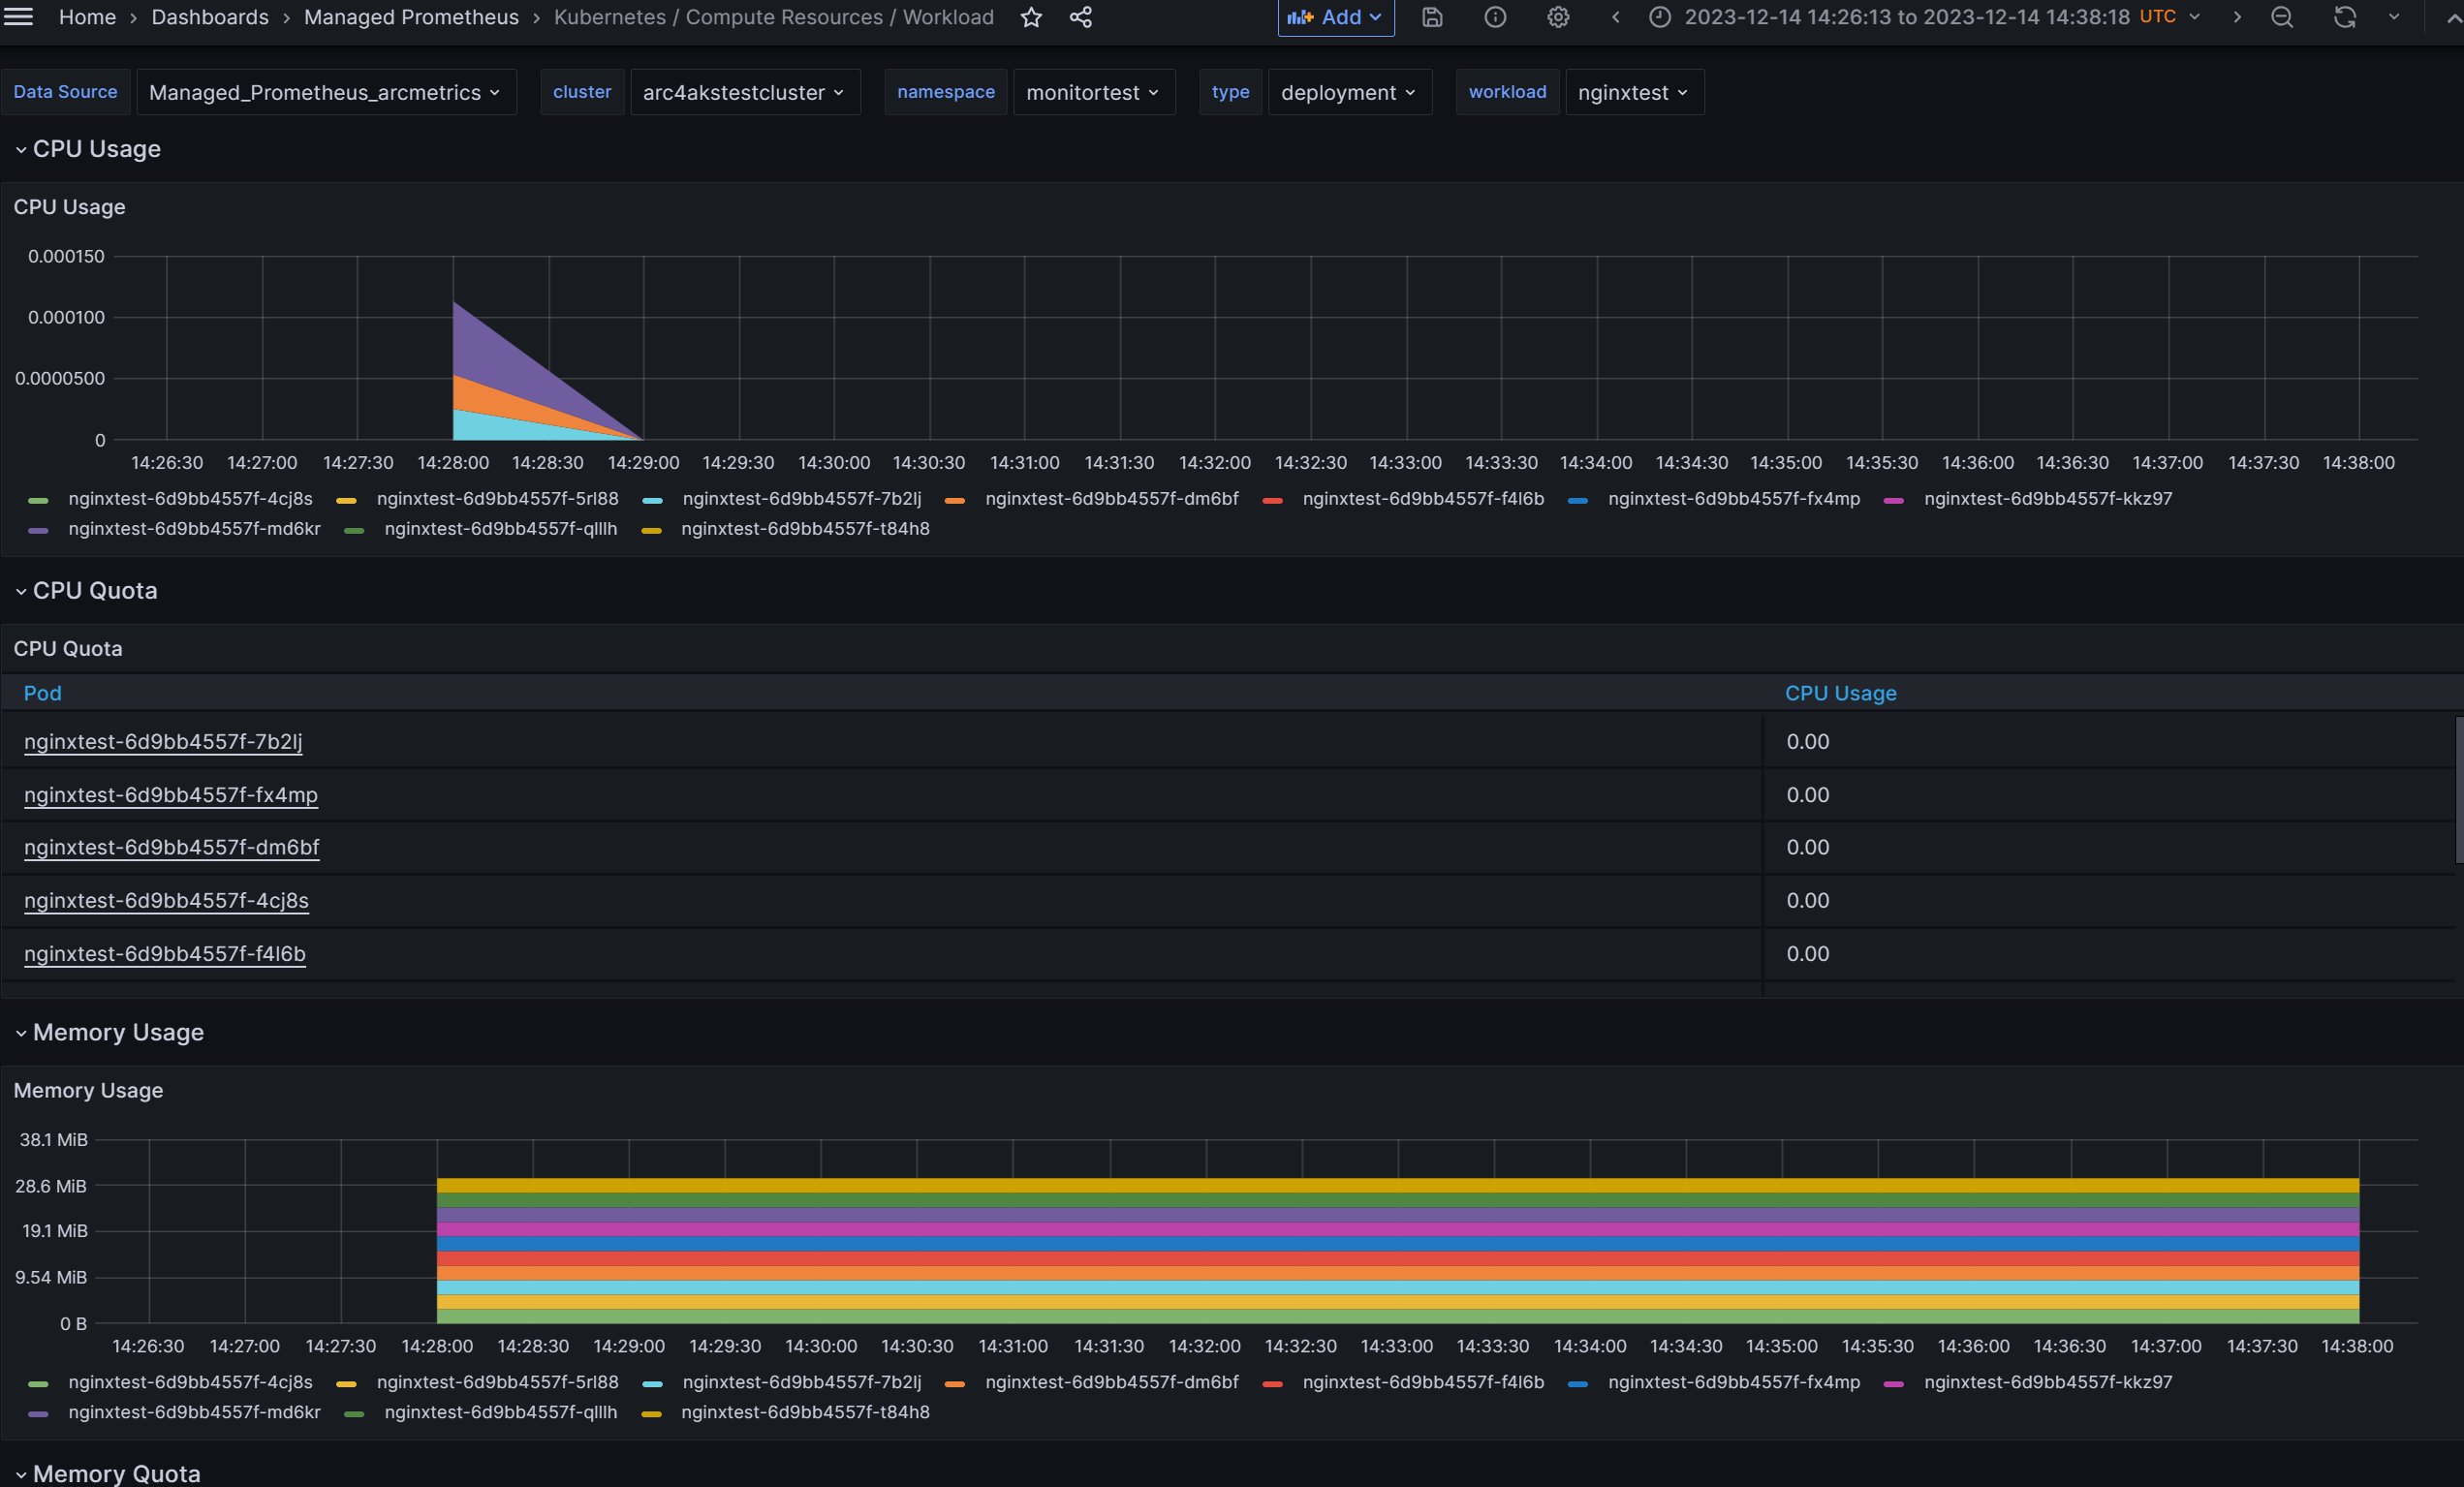 Home › Dashboards › Managed Prometheus › Kubernetes / Compute Resources / Workload Add 2023-12-14 14:26:13 to 2023-12-14 14:38:18 UTC
Data Source Managed_Prometheus_arcmetrics cluster arc4akstestcluster namespace monitortest type deployment workload nginxtest
CPU Usage
CPU Usage
0.000150
0.000100
0.0000500
0
14:26:30 14:27:00 14:27:30 14:28:00 14:28:30 14:29:00 14:29:30 14:30:00 14:30:30 14:31:00 14:31:30 14:32:00 14:32:30 14:33:00 14:33:30 14:34:00 14:34:30 14:35:00 14:35:30 14:36:00 14:36:30 14:37:00 14:37:30 14:38:00
nginxtest-6d9bb4557f-4cj8s nginxtest-6d9bb4557f-5rl88 nginxtest-6d9bb4557f-7b2lj nginxtest-6d9bb4557f-dm6bf nginxtest-6d9bb4557f-f4l6b nginxtest-6d9bb4557f-fx4mp nginxtest-6d9bb4557f-kkz97
nginxtest-6d9bb4557f-md6kr nginxtest-6d9bb4557f-qlllh nginxtest-6d9bb4557f-t84h8
CPU Quota
CPU Quota
Pod CPU Usage
nginxtest-6d9bb4557f-7b2lj 0.00
nginxtest-6d9bb4557f-fx4mp 0.00
nginxtest-6d9bb4557f-dm6bf 0.00
nginxtest-6d9bb4557f-4cj8s 0.00
nginxtest-6d9bb4557f-f4l6b 0.00
Memory Usage
Memory Usage
38.1 MiB
28.6 MiB
19.1 MiB
9.54 MiB
0 B
14:26:30 14:27:00 14:27:30 14:28:00 14:28:30 14:29:00 14:29:30 14:30:00 14:30:30 14:31:00 14:31:30 14:32:00 14:32:30 14:33:00 14:33:30 14:34:00 14:34:30 14:35:00 14:35:30 14:36:00 14:36:30 14:37:00 14:37:30 14:38:00
nginxtest-6d9bb4557f-4cj8s nginxtest-6d9bb4557f-5rl88 nginxtest-6d9bb4557f-7b2lj nginxtest-6d9bb4557f-dm6bf nginxtest-6d9bb4557f-f4l6b nginxtest-6d9bb4557f-fx4mp nginxtest-6d9bb4557f-kkz97
nginxtest-6d9bb4557f-md6kr nginxtest-6d9bb4557f-qlllh nginxtest-6d9bb4557f-t84h8
Memory Quota